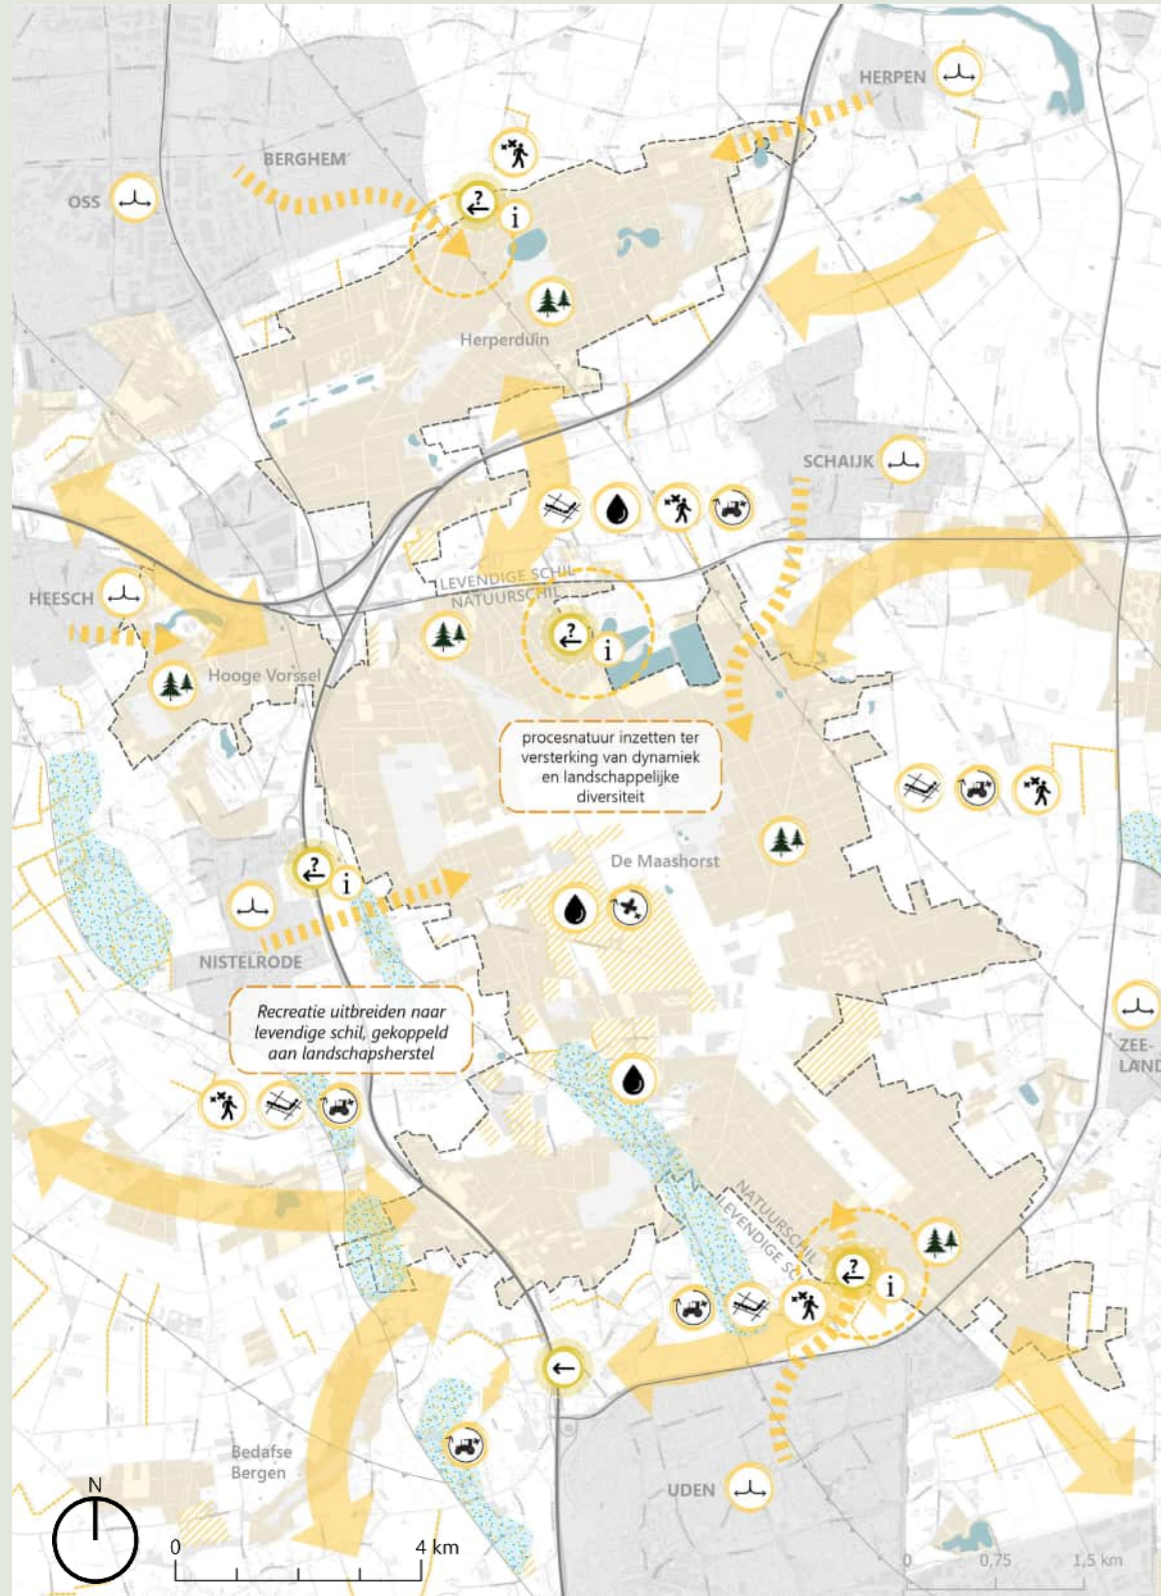 HERPEN
BERGHEM
OSS
?
i
Herperduin
SCHAIJK
LEVENDIGE SCHIL
NATUURSCHIL
HEESCH
?
i
Hooge Vorssel
procesnatuur inzetten ter
versterking van dynamiek
en landschappelijke
diversiteit
De Maashorst
?
i
NISTELRODE
Recreatie uitbreiden naar
levendige schil, gekoppeld
aan landschapsherstel
ZEE-
LAND
NATUURSCHIL
LEVENDIGE SC
?
i
Bedafse
Bergen
UDEN
N
0
4 km
0
0,75
1,5 km